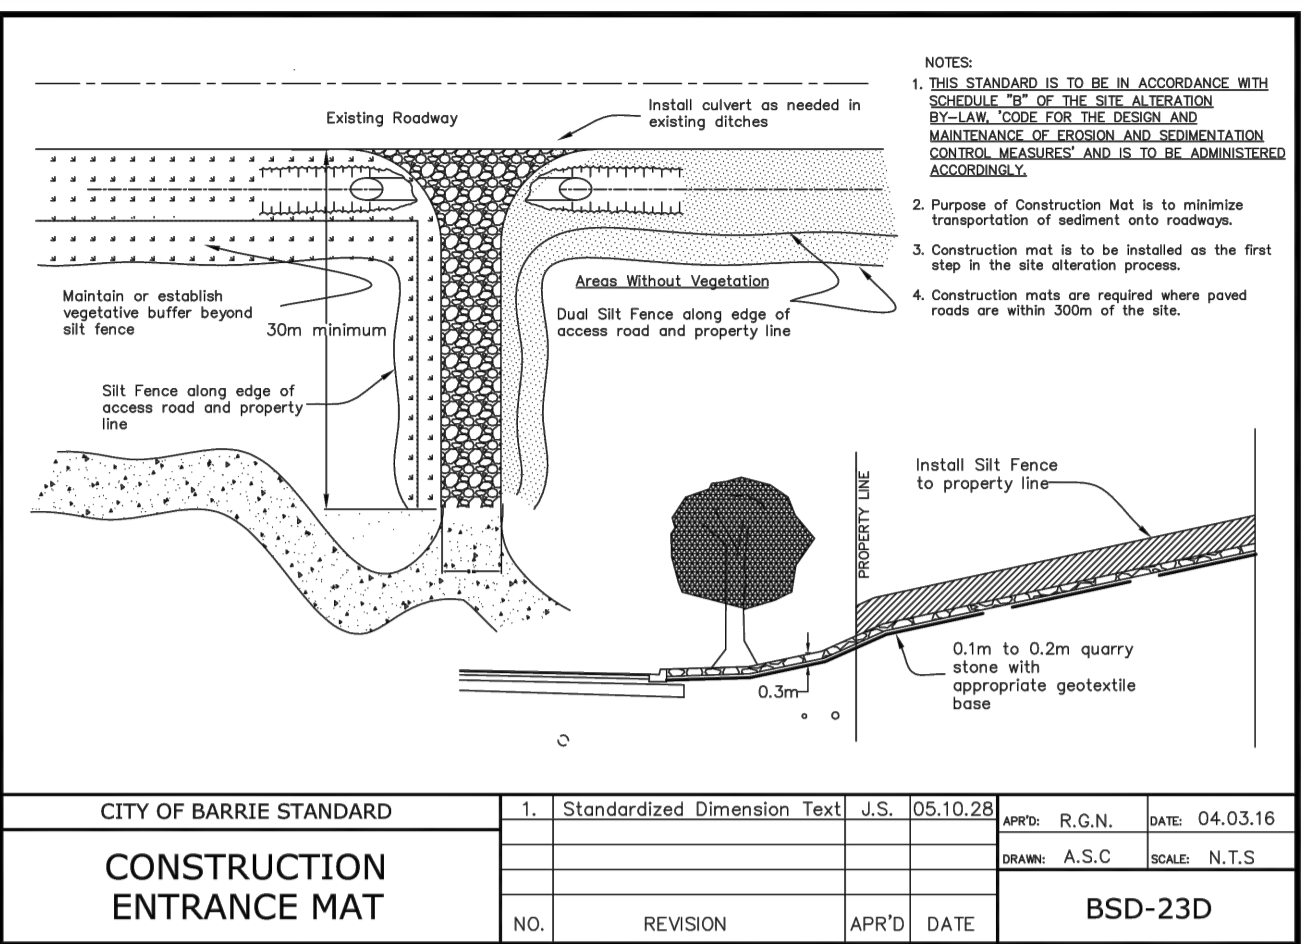 Existing Roadway
Install culvert as needed in
existing ditches
NOTES:
1. THIS STANDARD IS TO BE IN ACCORDANCE WITH
SCHEDULE "B" OF THE SITE ALTERATION
BY-LAW, 'CODE FOR THE DESIGN AND
MAINTENANCE OF EROSION AND SEDIMENTATION
CONTROL MEASURES' AND IS TO BE ADMINISTERED
ACCORDINGLY.
2. Purpose of Construction Mat is to minimize
transportation of sediment onto roadways.
3. Construction mat is to be installed as the first
step in the site alteration process.
4. Construction mats are required where paved
roads are within 300m of the site.
Maintain or establish
vegetative buffer beyond
silt fence
30m minimum
Areas Without Vegetation
Dual Silt Fence along edge of
access road and property line
Silt Fence along edge of
access road and property
line
PROPERTY LINE
Install Silt Fence
to property line
0.1m to 0.2m quarry
stone with
appropriate geotextile
base
0.3m
CITY OF BARRIE STANDARD
CONSTRUCTION
ENTRANCE MAT
1. Standardized Dimension Text J.S. 05.10.28
NO. REVISION APR'D DATE
APR'D: R.G.N. DATE: 04.03.16
DRAWN: A.S.C SCALE: N.T.S
BSD-23D